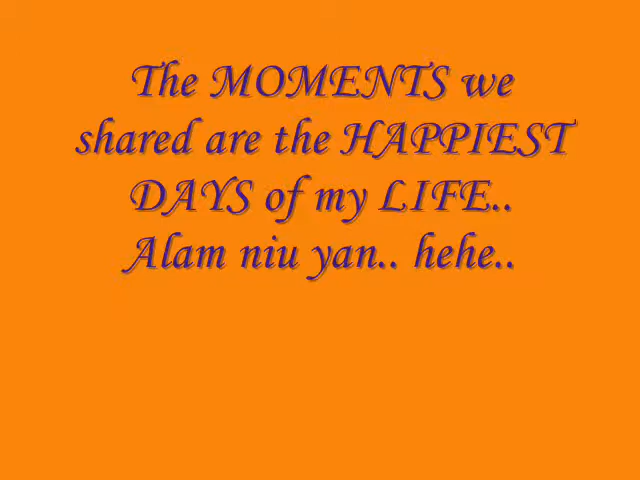 The MOMENTS we
shared are the HAPPIEST
DAYS of my LIFE..
Alam niu yan.. hehe..